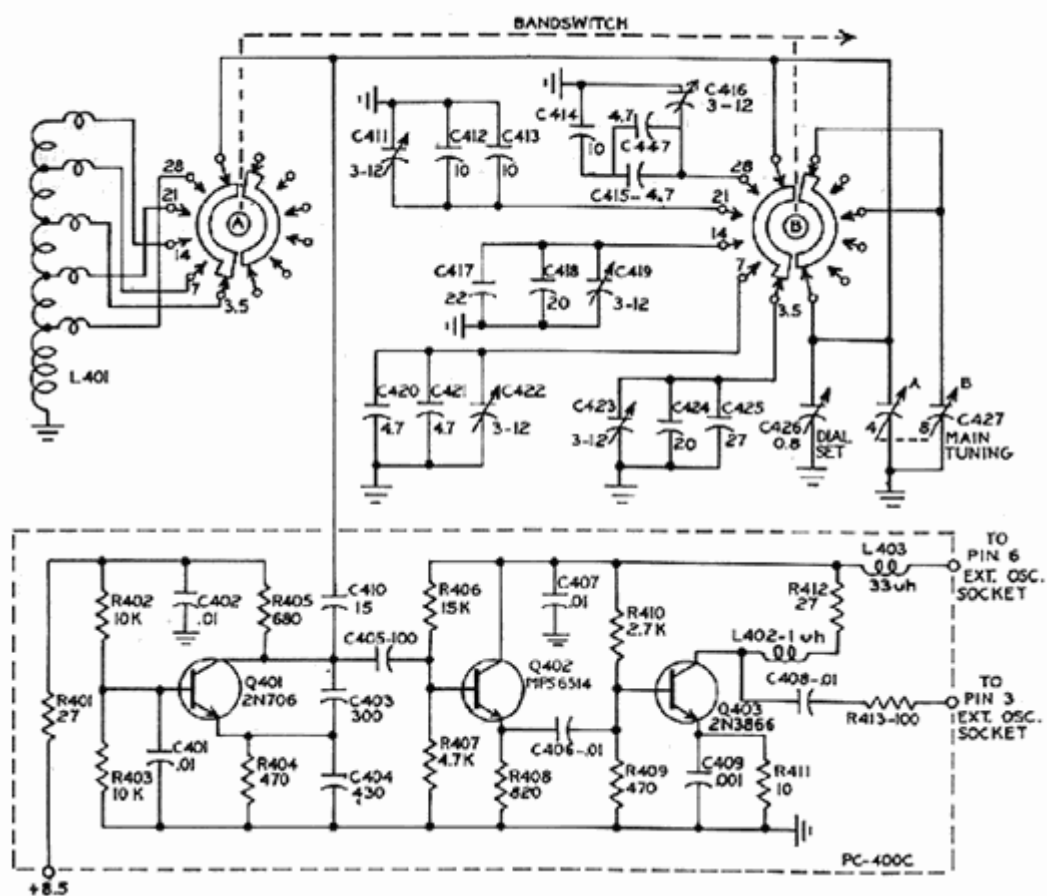 BANDSWITCH
C416
3-12
C414
10
4.7
C447
C415-4.7
C411
3-12
C412
10
C413
10
28
21
14
7
3.5
A
28
21
14
7
3.5
B
L401
C417
22
C418
20
C419
3-12
C420
4.7
C421
4.7
C422
3-12
C423
3-12
C424
20
C425
27
C426
0.8
DIAL
SET
A
4
B
8
C427
MAIN
TUNING
TO
PIN 6
EXT. OSC.
SOCKET
L403
33uh
R412
27
L402-1uh
C408-.01
R413-100
TO
PIN 3
EXT. OSC.
SOCKET
R402
10K
C402
.01
R405
680
C410
15
R406
15K
C405-100
C407
.01
R410
2.7K
Q401
2N706
Q402
MPS6514
Q403
2N3866
R401
27
C401
.01
C403
300
R403
10K
R404
470
C404
430
R407
4.7K
C406-.01
R408
820
R409
470
C409
.001
R411
10
PC-400C
+8.5